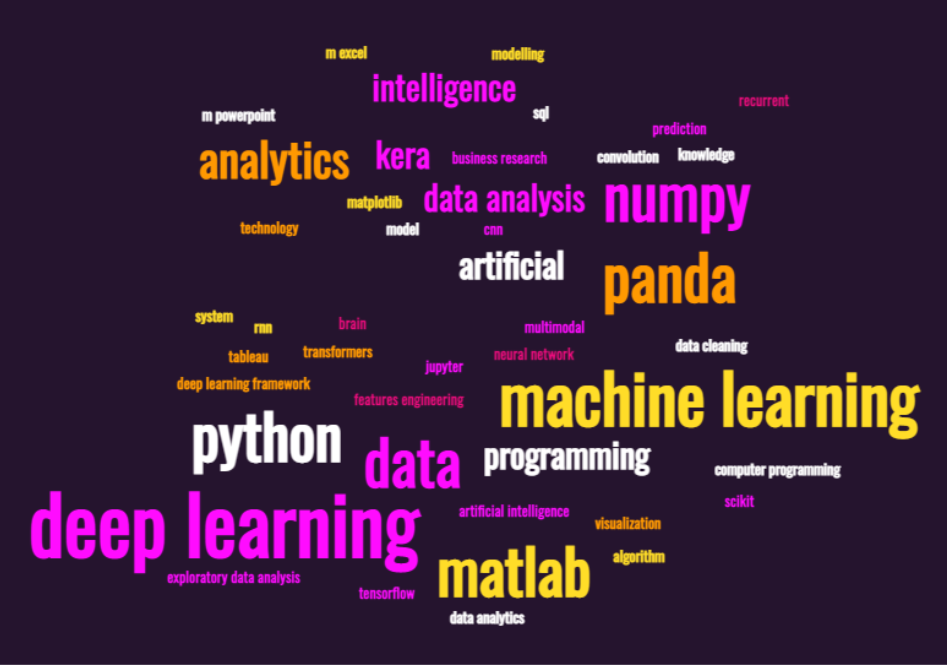 m excel
modelling
intelligence
recurrent
m powerpoint
sql
prediction
analytics
kera
business research
convolution
knowledge
matplotlib
data analysis
numpy
technology
model
cnn
artificial
panda
system
rnn
brain
multimodal
tableau
transformers
neural network
data cleaning
jupyter
deep learning framework
features engineering
machine learning
python
data
programming
computer programming
scikit
deep learning
artificial intelligence
visualization
matlab
algorithm
exploratory data analysis
tensorflow
data analytics